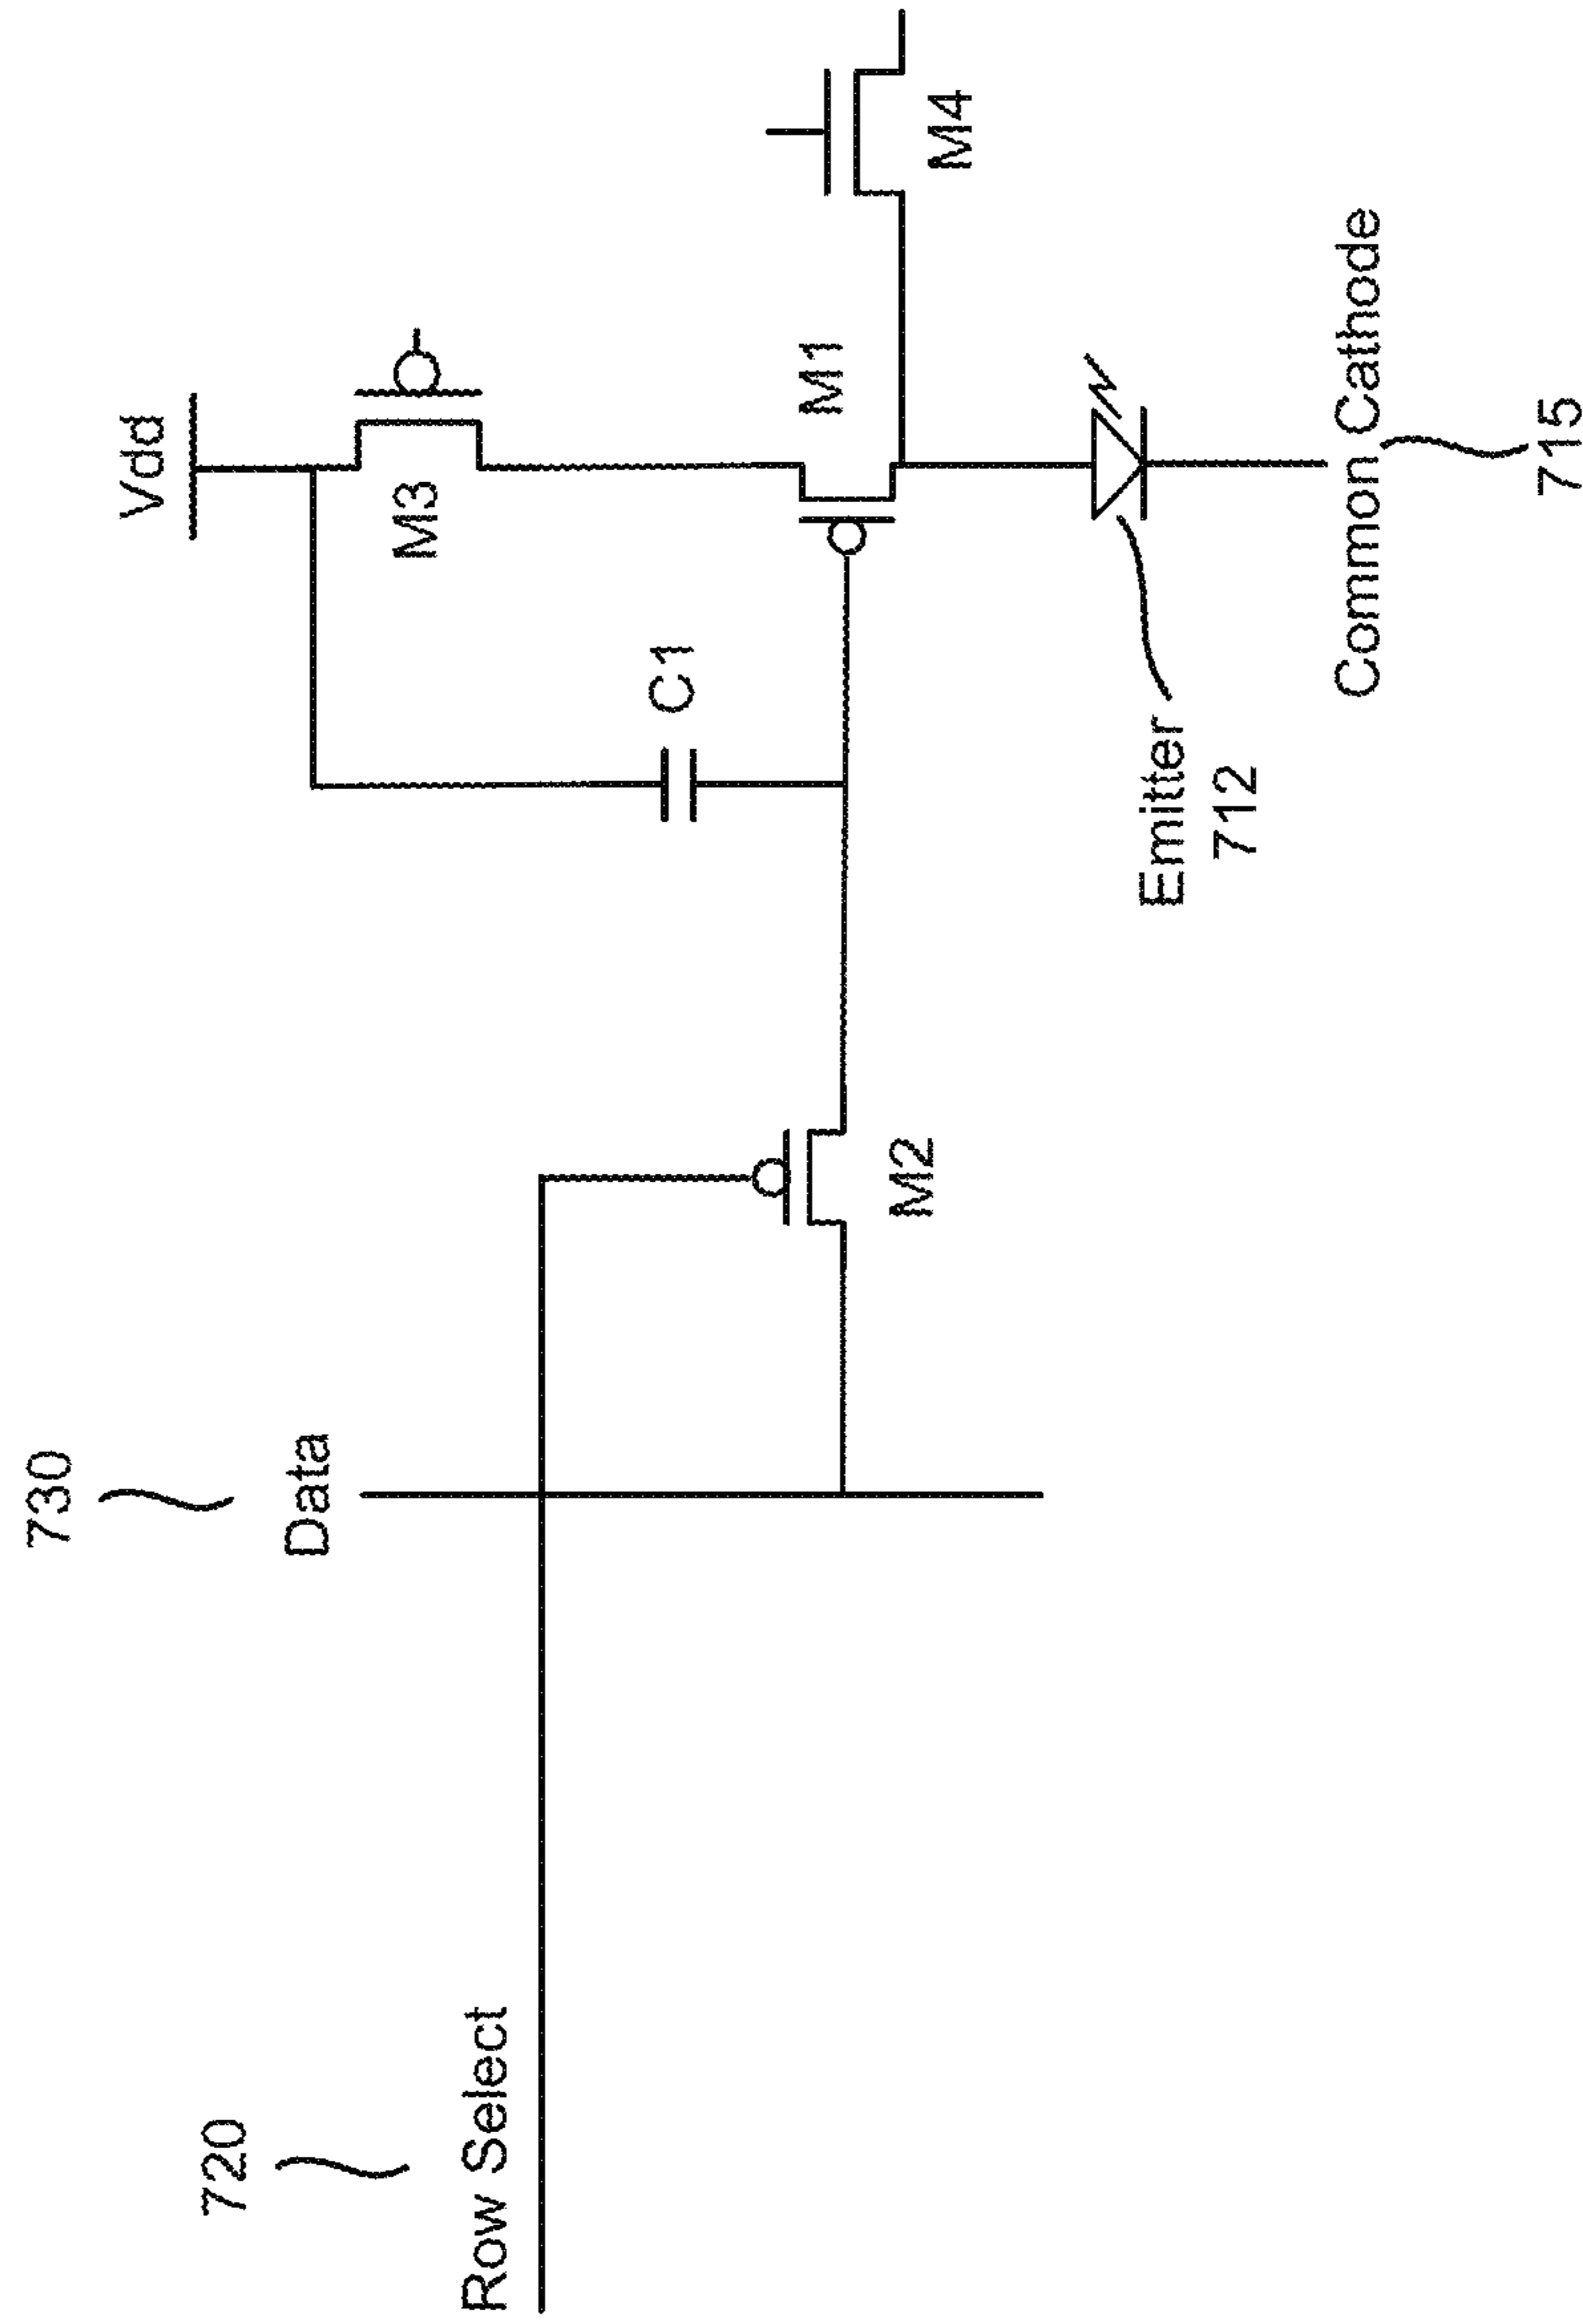 Vdd
M3
M1
M4
C1
Emitter
712
Common Cathode
715
M2
730
Data
720
Row Select